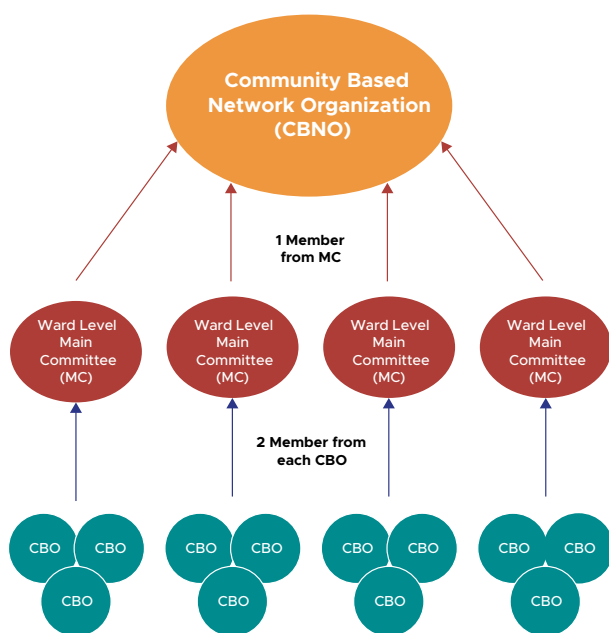 Community Based
Network Organization
(CBNO)
1 Member
from MC
Ward Level
Main
Committee
(MC)
Ward Level
Main
Committee
(MC)
Ward Level
Main
Committee
(MC)
Ward Level
Main
Committee
(MC)
2 Member from
each CBO
CBO
CBO
CBO
CBO
CBO
CBO
CBO
CBO
CBO
CBO
CBO
CBO